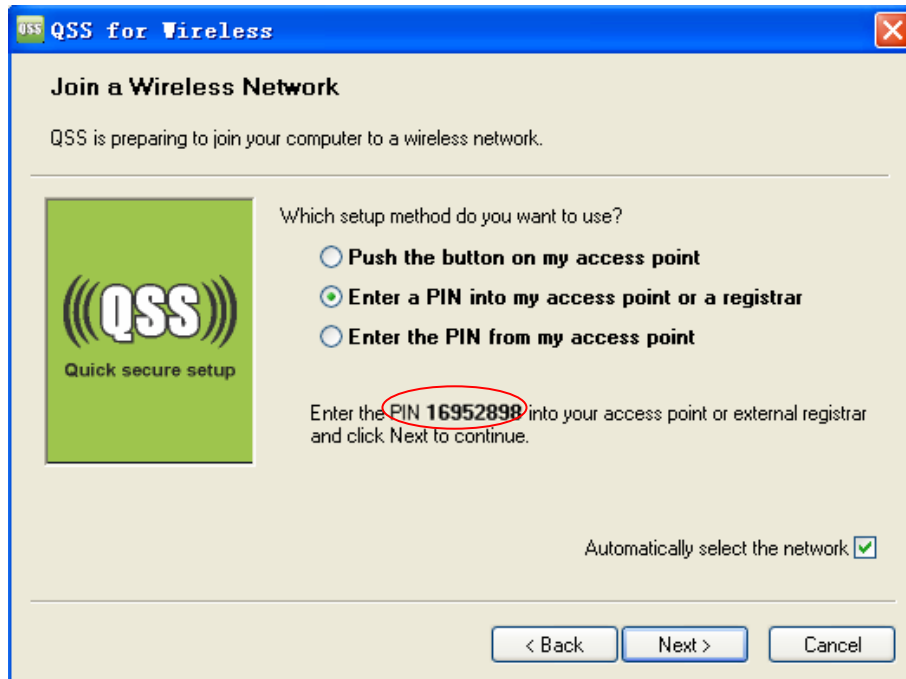 QSS QSS for Wireless
Join a Wireless Network
QSS is preparing to join your computer to a wireless network.
Which setup method do you want to use?
Push the button on my access point
Enter a PIN into my access point or a registrar
Enter the PIN from my access point
(((QSS)))
Quick secure setup
Enter the PIN 16952898 into your access point or external registrar
and click Next to continue.
Automatically select the network
< Back
Next >
Cancel